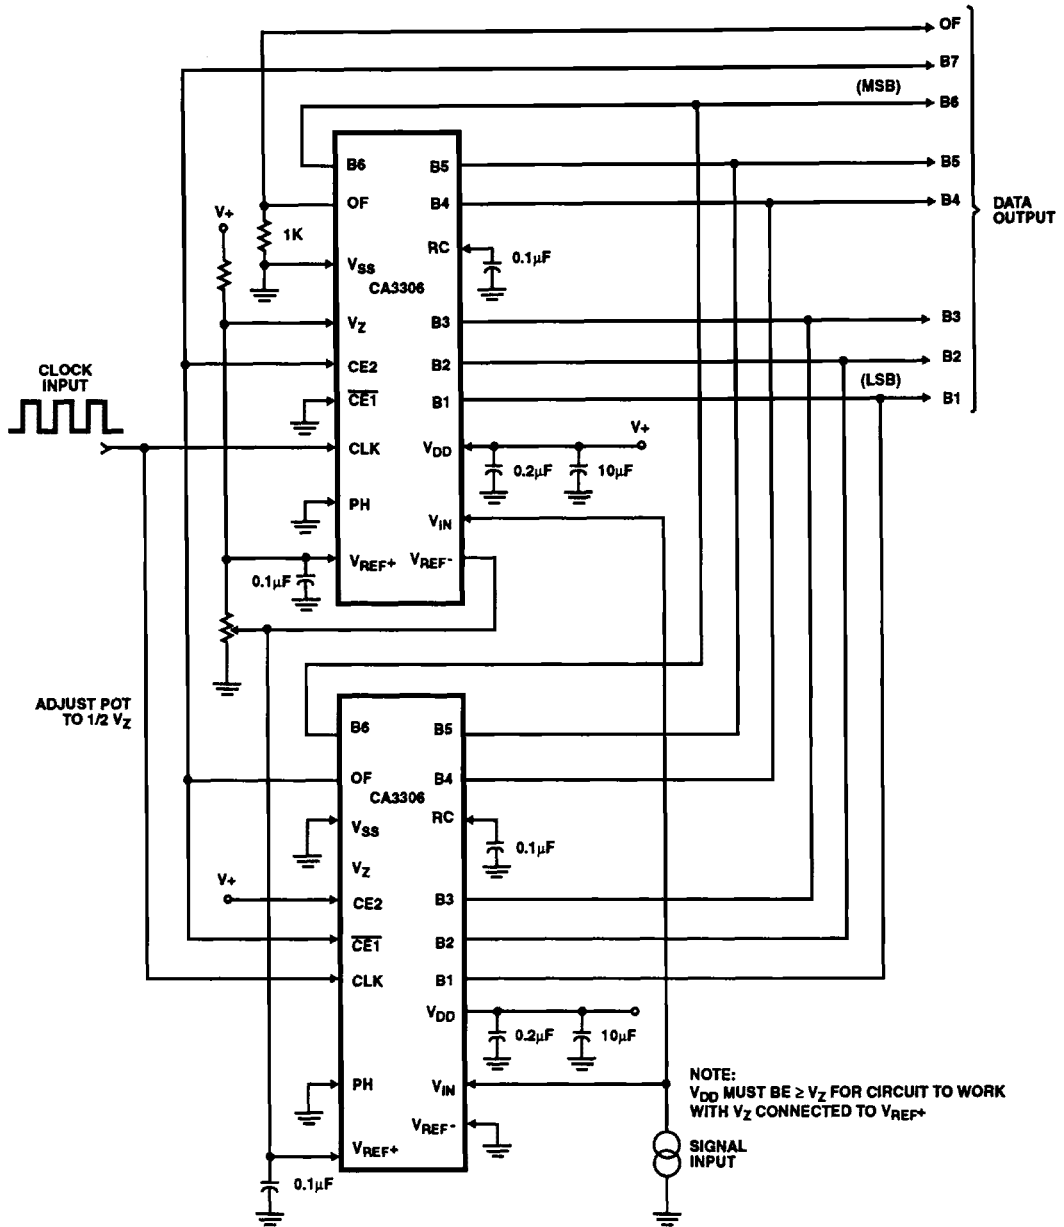 OF
B7
(MSB)
B6
B6
B5
B5
OF
B4
B4
DATA
OUTPUT
V+
1K
RC
0.1µF
VSS
CA3306
VZ
B3
B3
CE2
B2
B2
CLOCK
INPUT
CE1
B1
(LSB)
B1
CLK
VDD
V+
0.2µF
10µF
PH
VIN
VREF+
VREF-
0.1µF
ADJUST POT
TO 1/2 VZ
B6
B5
OF
B4
CA3306
VSS
RC
0.1µF
VZ
V+
CE2
B3
CE1
B2
CLK
B1
VDD
0.2µF
10µF
PH
VIN
NOTE:
VDD MUST BE ≥ VZ FOR CIRCUIT TO WORK
WITH VZ CONNECTED TO VREF+
VREF-
VREF+
SIGNAL
INPUT
0.1µF